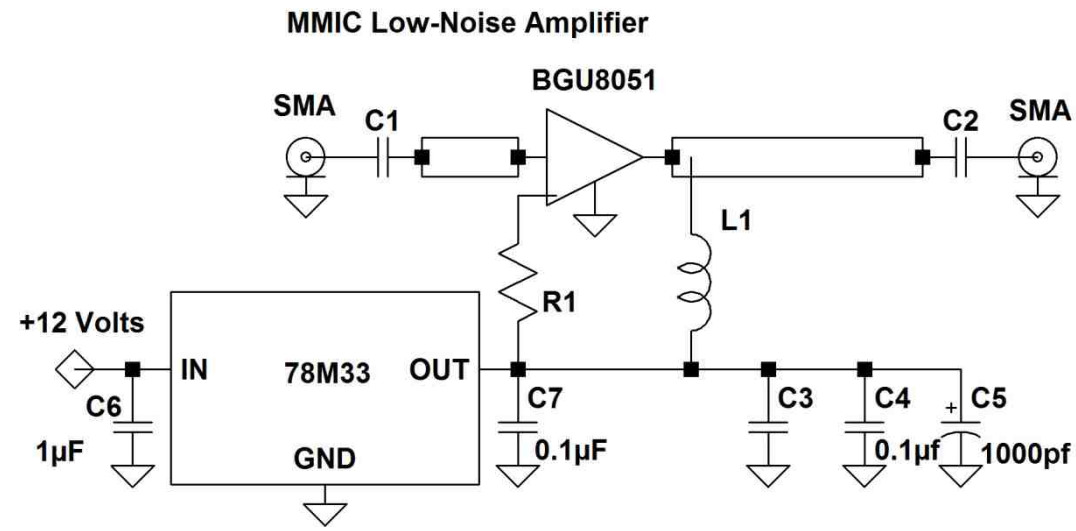 MMIC Low-Noise Amplifier
BGU8051
SMA
C1
C2
SMA
L1
R1
+12 Volts
IN
78M33
OUT
C6
1µF
GND
C7
0.1µF
C3
C4
0.1µf
+
C5
1000pf